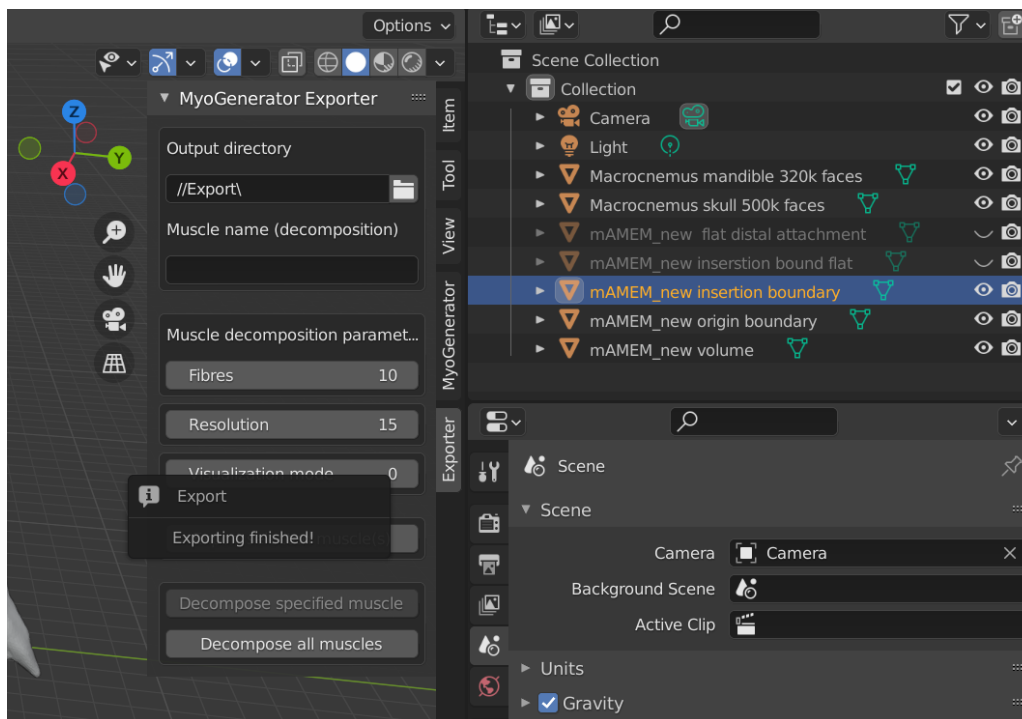 Options
MyoGenerator Exporter
Output directory
//Export\
Muscle name (decomposition)
Muscle decomposition paramet...
Fibres 10
Resolution 15
Visualization mode 0
Export
Exporting finished!
Decompose specified muscle
Decompose all muscles
Z
Y
X
Item
Tool
View
MyoGenerator
Exporter
Scene Collection
Collection
Camera
Light
Macrocnemus mandible 320k faces
Macrocnemus skull 500k faces
mAMEM_new  flat distal attachment
mAMEM_new inserstion bound flat
mAMEM_new insertion boundary
mAMEM_new origin boundary
mAMEM_new volume
Scene
Scene
Camera Camera
Background Scene
Active Clip
Units
Gravity